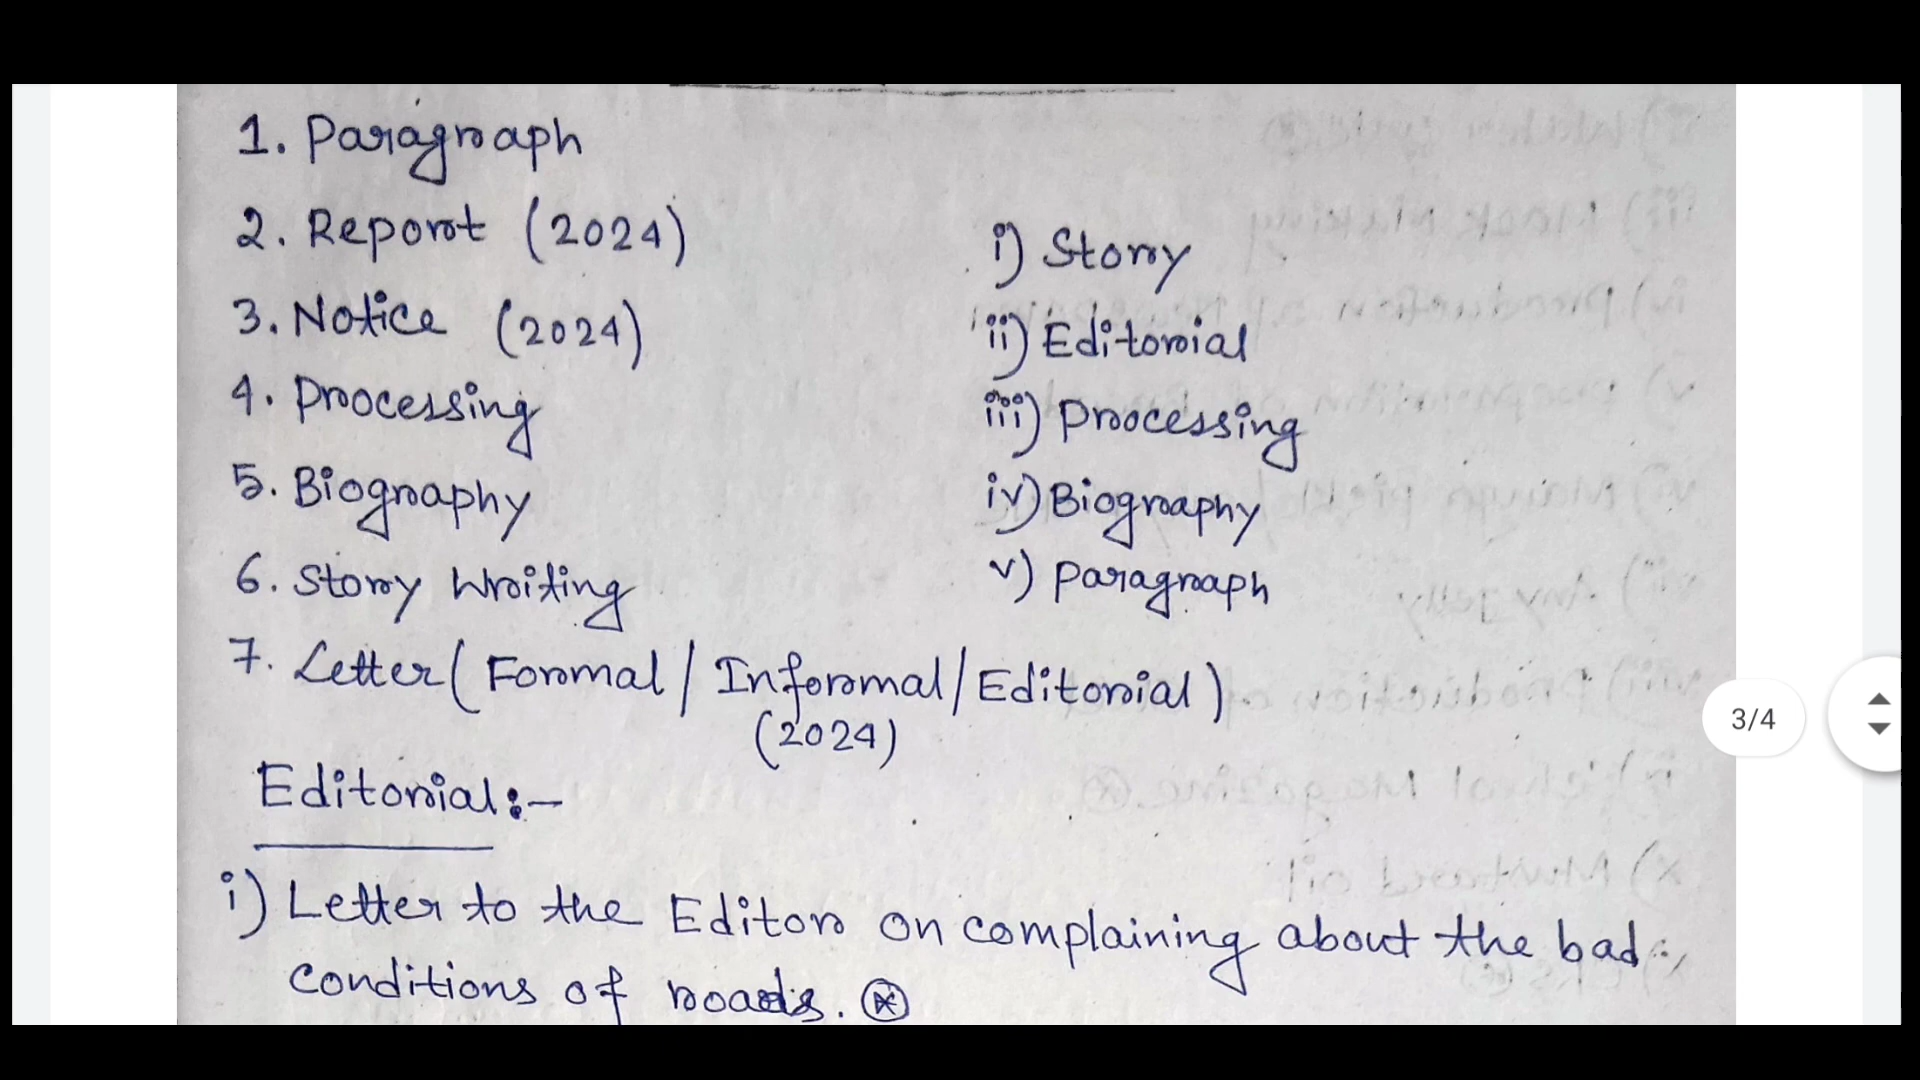 1. Paragraph
2. Report (2024)
3. Notice (2024)
4. Processing
5. Biography
6. Story Writing
7. Letter (Formal / Informal / Editorial)
(2024)
i) Story
ii) Editorial
iii) Processing
iv) Biography
v) Paragraph
Editorial:-
i) Letter to the Editor on complaining about the bad
conditions of roads. ⊛
3/4